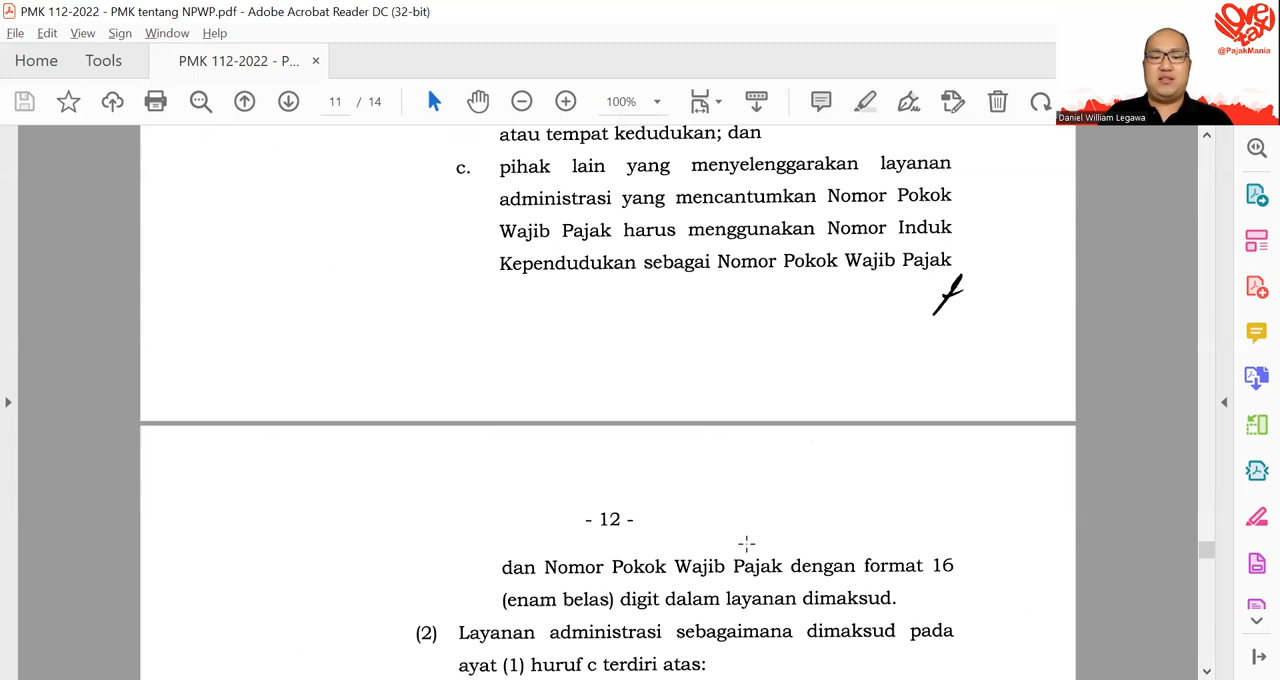 PMK 112-2022 - PMK tentang NPWP.pdf - Adobe Acrobat Reader DC (32-bit)
File Edit View Sign Window Help
Home Tools PMK 112-2022 - P... ×
11 / 14 100%
I love tax
@PajakMania
Daniel William Legawa
atau tempat kedudukan; dan
c. pihak lain yang menyelenggarakan layanan
administrasi yang mencantumkan Nomor Pokok
Wajib Pajak harus menggunakan Nomor Induk
Kependudukan sebagai Nomor Pokok Wajib Pajak
- 12 -
dan Nomor Pokok Wajib Pajak dengan format 16
(enam belas) digit dalam layanan dimaksud.
(2) Layanan administrasi sebagaimana dimaksud pada
ayat (1) huruf c terdiri atas: